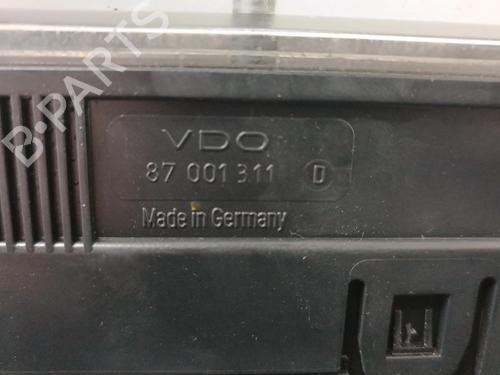 B-PARTS
VDO
87 001 311 D
Made in Germany